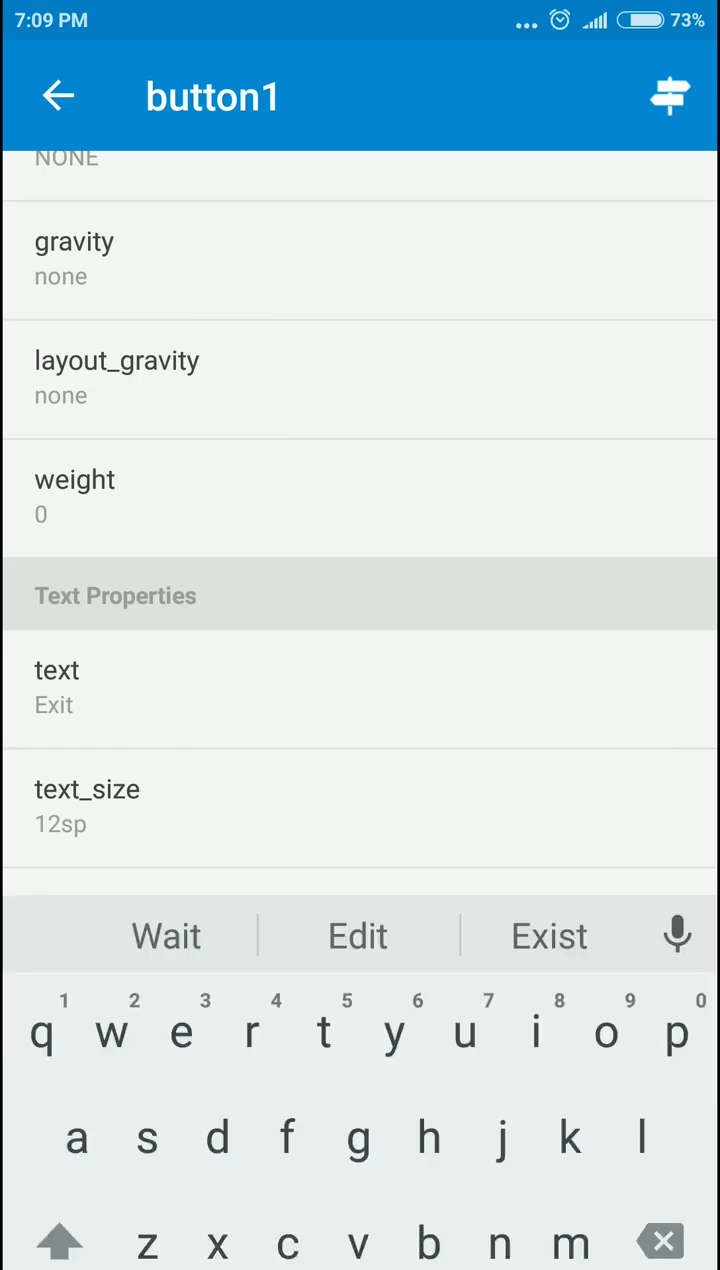 7:09 PM
73%
button1
NONE
gravity
none
layout_gravity
none
weight
0
Text Properties
text
Exit
text_size
12sp
Wait Edit Exist
1 2 3 4 5 6 7 8 9 0
q w e r t y u i o p
a s d f g h j k l
z x c v b n m